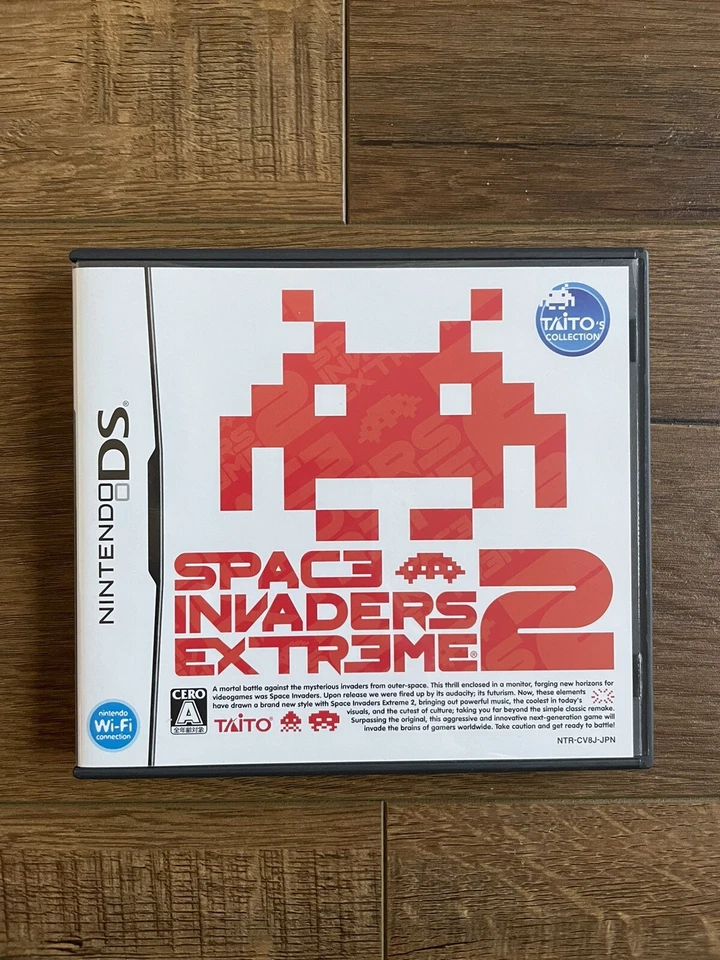 NINTENDO DS®
TAITO's
COLLECTION
SPACE
INVADERS
EXTREME® 2
A mortal battle against the mysterious invaders from outer-space. This thrill enclosed in a monitor, forging new horizons for
videogames was Space Invaders. Upon release we were fired up by its audacity; its futurism. Now, these elements
have drawn a brand new style with Space Invaders Extreme 2, bringing out powerful music, the coolest in today's
visuals, and the cutest of culture; taking you far beyond the simple classic remake.
Surpassing the original, this aggressive and innovative next-generation game will
invade the brains of gamers worldwide. Take caution and get ready to battle!
CERO
A
全年齢対象
TAITO®
nintendo
Wi-Fi
connection
NTR-CV8J-JPN